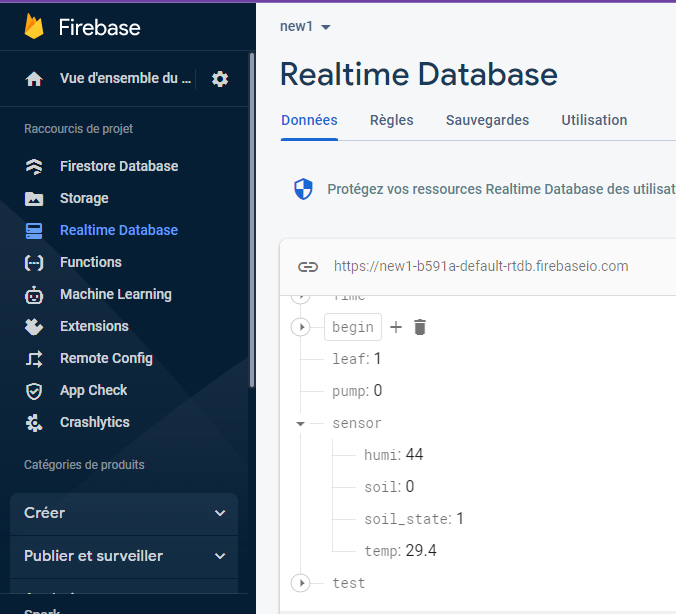 Firebase
Vue d'ensemble du ...
Raccourcis de projet
Firestore Database
Storage
Realtime Database
Functions
Machine Learning
Extensions
Remote Config
App Check
Crashlytics
Catégories de produits
Créer
Publier et surveiller
Spark
new1
Realtime Database
Données
Règles
Sauvegardes
Utilisation
Protégez vos ressources Realtime Database des utilisat
https://new1-b591a-default-rtdb.firebaseio.com
Time
begin
leaf: 1
pump: 0
sensor
humi: 44
soil: 0
soil_state: 1
temp: 29.4
test